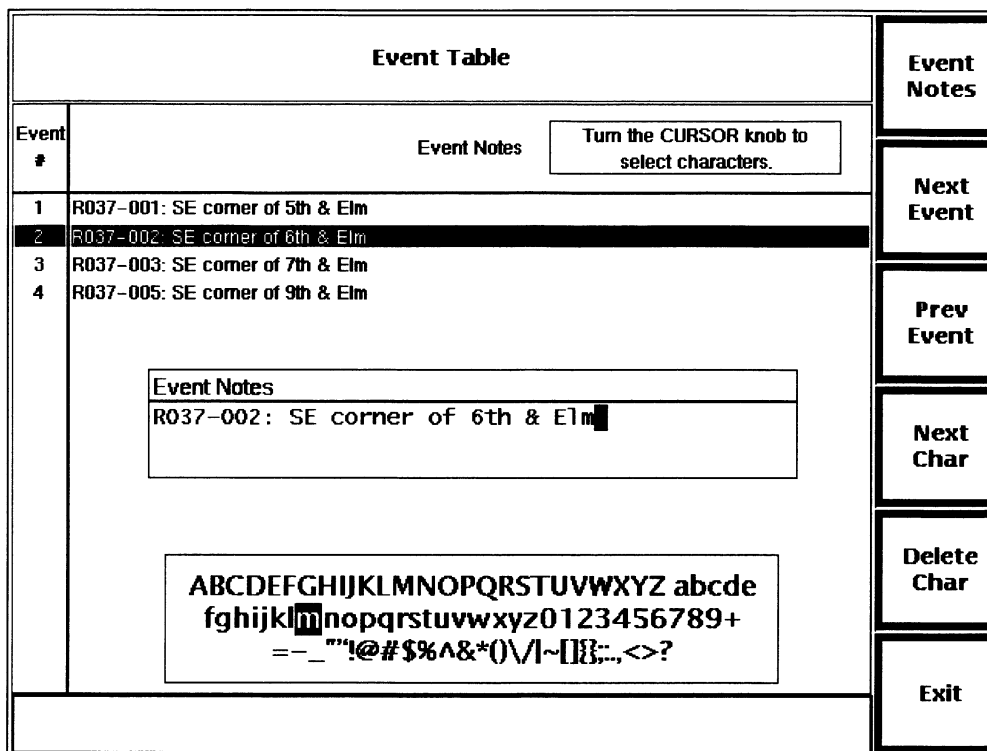 Event Table
Event
#
Event Notes
Turn the CURSOR knob to
select characters.
1 R037-001: SE corner of 5th & Elm
2 R037-002: SE corner of 6th & Elm
3 R037-003: SE corner of 7th & Elm
4 R037-005: SE corner of 9th & Elm
Event Notes
R037-002: SE corner of 6th & Elm
ABCDEFGHIJKLMNOPQRSTUVWXYZ abcde
fghijklmnopqrstuvwxyz0123456789+
=-_"'`!@#$%^&*()\/|~[]{};:.,<>?
Event
Notes
Next
Event
Prev
Event
Next
Char
Delete
Char
Exit